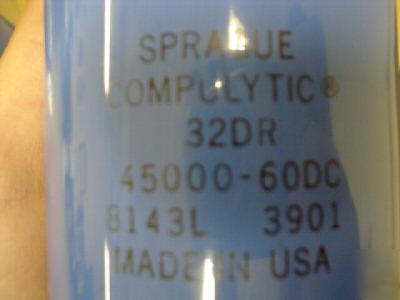 SPRAGUE
COMPULYTIC®
32DR
45000-60DC
8143L 3901
MADE IN USA